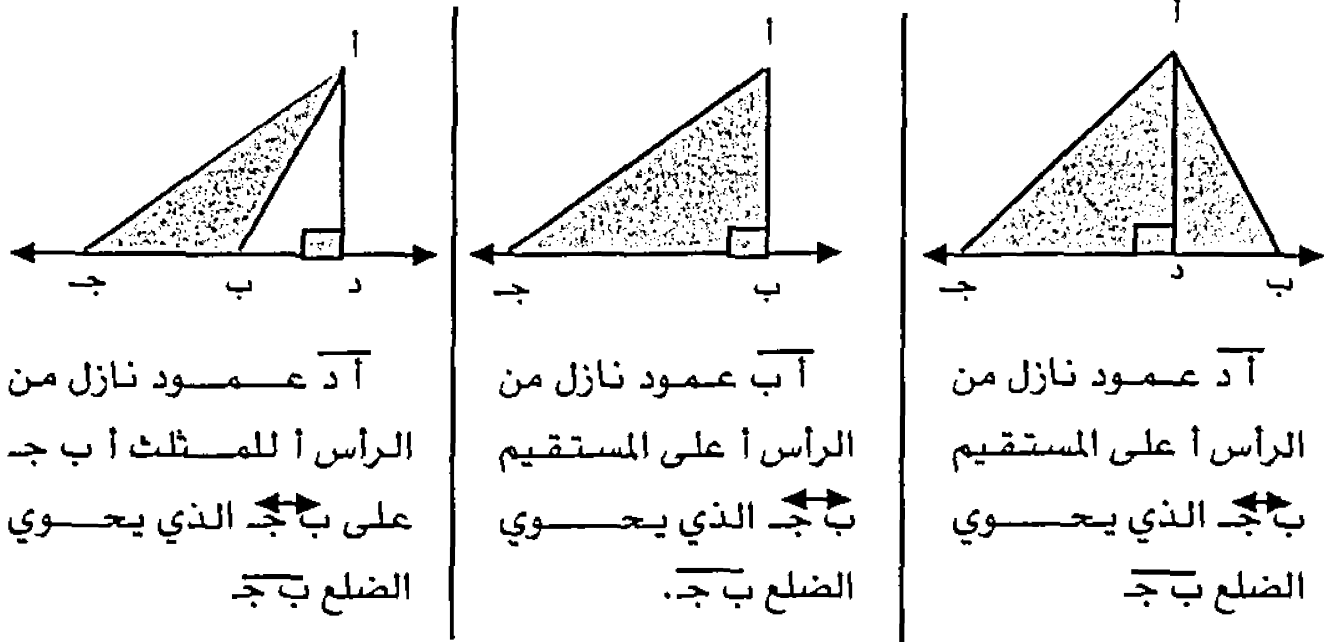 أ
جـ
د
ب
أ د عمود نازل من
الرأس أ على المستقيم
ب جـ الذي يحوي
الضلع ب جـ
أ
جـ
ب
أ ب عمود نازل من
الرأس أ على المستقيم
ب جـ الذي يحوي
الضلع ب جـ.
أ
جـ
ب
د
أ د عمود نازل من
الرأس أ للمثلث أ ب جـ
على ب جـ الذي يحوي
الضلع ب جـ